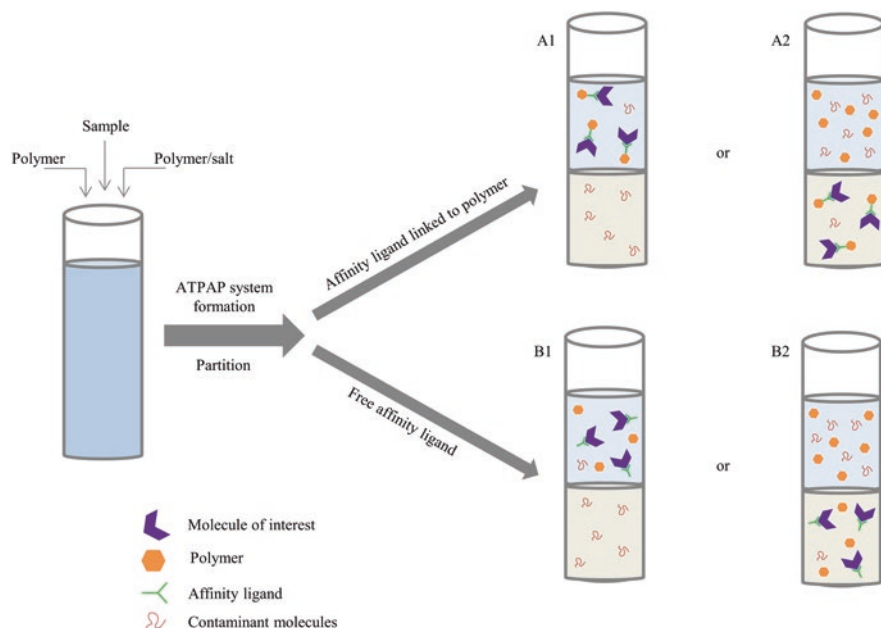 Sample
Polymer
Polymer/salt
ATPAP system
formation
Partition
Affinity ligand linked to polymer
Free affinity ligand
A1
or
A2
B1
or
B2
Molecule of interest
Polymer
Affinity ligand
Contaminant molecules